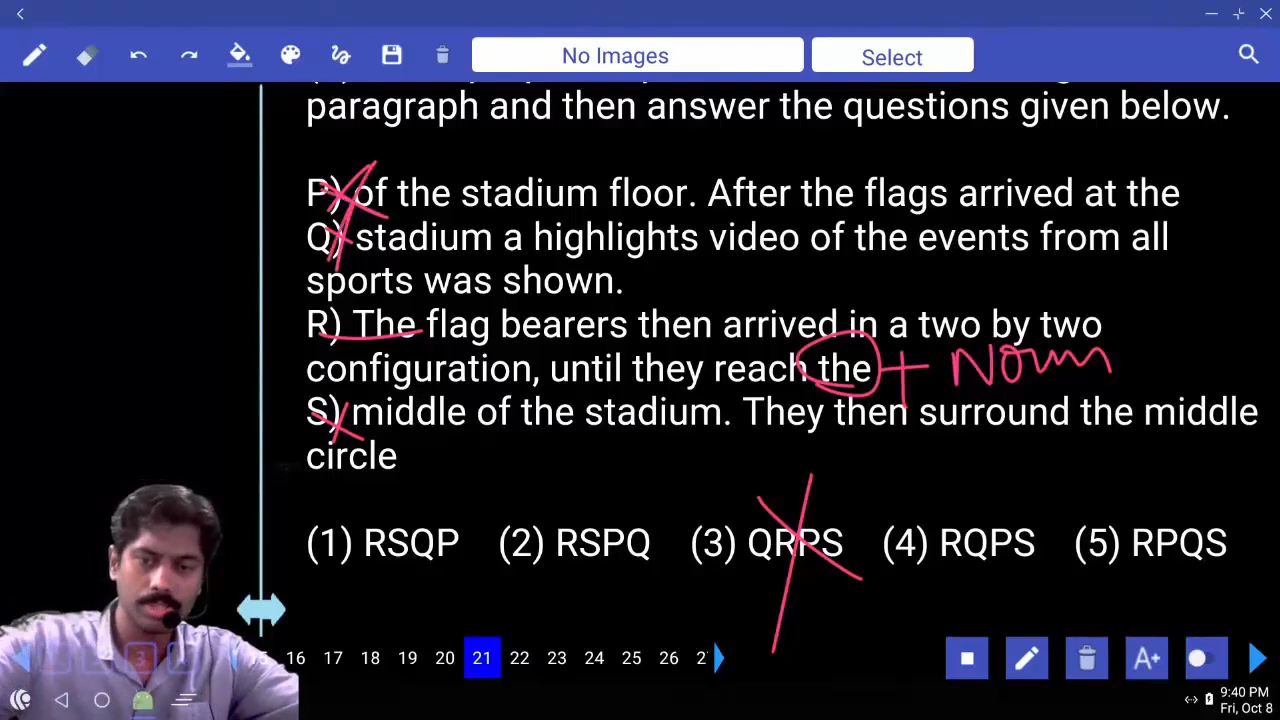 No Images
Select
paragraph and then answer the questions given below.
P) of the stadium floor. After the flags arrived at the
Q) stadium a highlights video of the events from all
sports was shown.
R) The flag bearers then arrived in a two by two
configuration, until they reach the + Noun
S) middle of the stadium. They then surround the middle
circle
(1) RSQP (2) RSPQ (3) QRPS (4) RQPS (5) RPQS
16 17 18 19 20 21 22 23 24 25 26
A+
9:40 PM
Fri, Oct 8